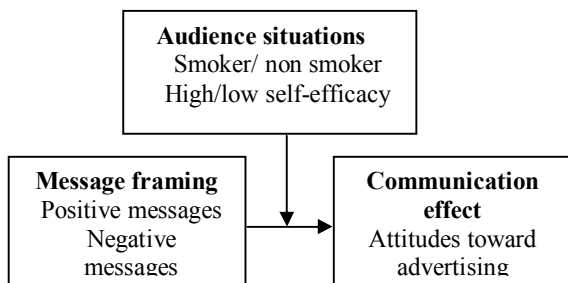 Audience situations
Smoker/ non smoker
High/low self-efficacy
Message framing
Positive messages
Negative
messages
Communication
effect
Attitudes toward
advertising